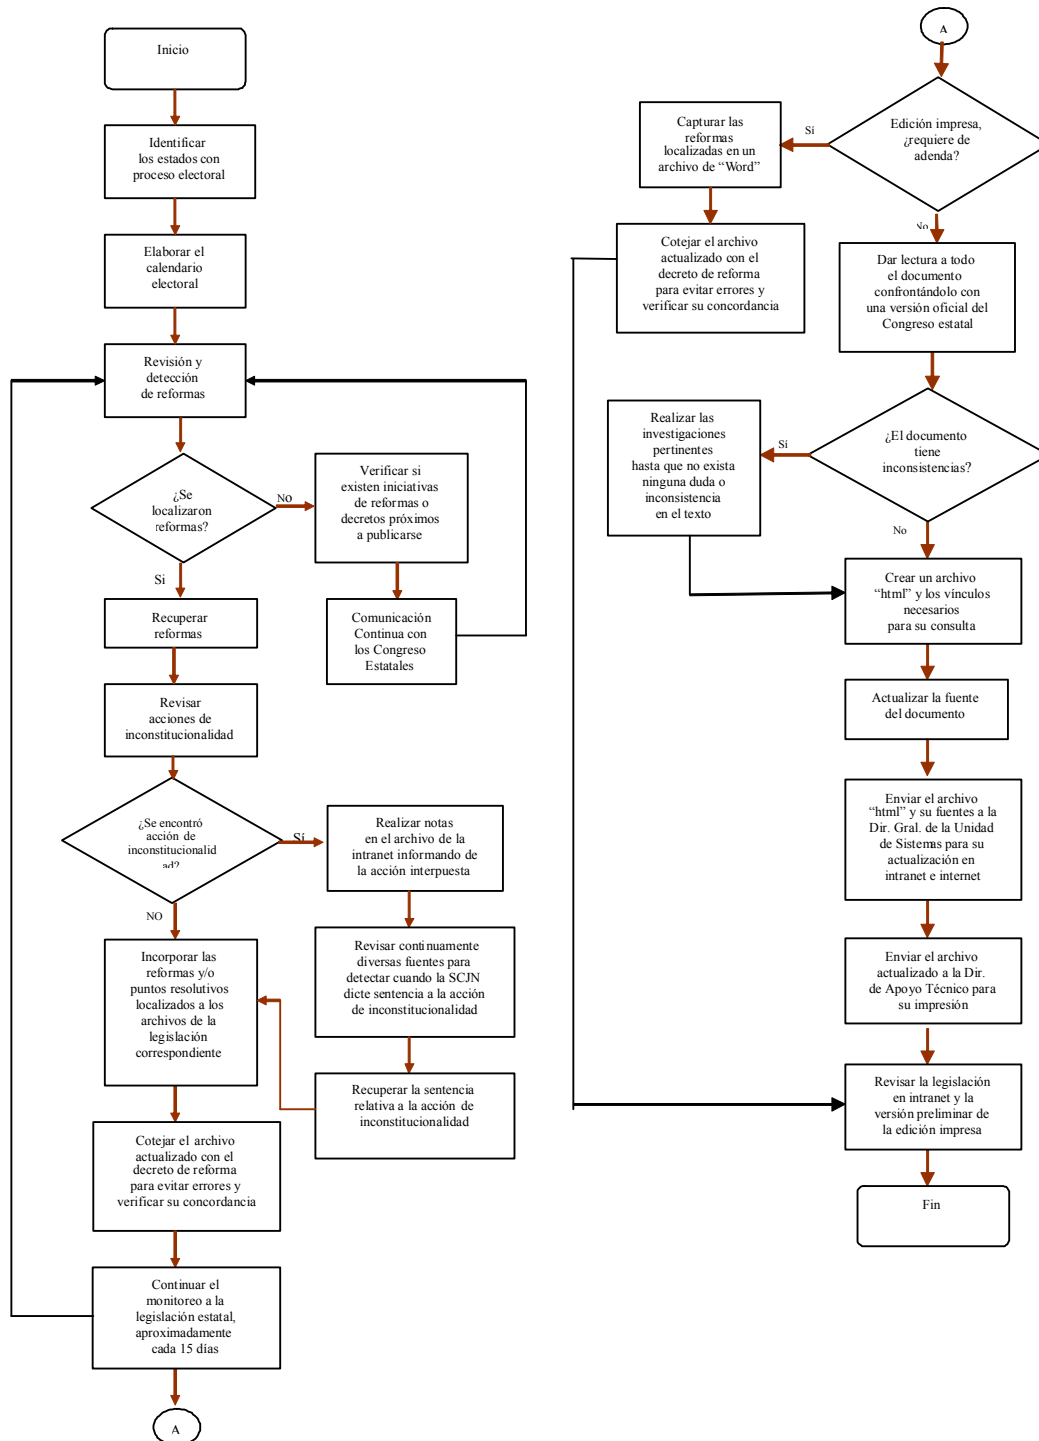 Inicio
Identificar
los estados con
proceso electoral
Elaborar el
calendario
electoral
Revisión y
detección
de reformas
¿Se
localizaron
reformas?
No
Verificar si
existen iniciativas
de reformas o
decretos próximos
a publicarse
Si
Recuperar
reformas
Comunicación
Continua con
los Congreso
Estatales
Revisar
acciones de
inconstitucionalidad
¿Se encontró
acción de
inconstitucionalid
ad?
Sí
Realizar notas
en el archivo de la
intranet informando de
la acción interpuesta
NO
Revisar continuamente
diversas fuentes para
detectar cuando la SCJN
dicte sentencia a la acción
de inconstitucionalidad
Incorporar las
reformas y/o
puntos resolutivos
localizados a los
archivos de la
legislación
correspondiente
Recuperar la sentencia
relativa a la acción de
inconstitucionalidad
Cotejar el archivo
actualizado con el
decreto de reforma
para evitar errores y
verificar su concordancia
Continuar el
monitoreo a la
legislación estatal,
aproximadamente
cada 15 días
A
A
Edición impresa,
¿requiere de
adenda?
Sí
Capturar las
reformas
localizadas en un
archivo de “Word”
Cotejar el archivo
actualizado con el
decreto de reforma
para evitar errores y
verificar su concordancia
No
Dar lectura a todo
el documento
confrontándolo con
una versión oficial del
Congreso estatal
¿El documento
tiene
inconsistencias?
Sí
Realizar las
investigaciones
pertinentes
hasta que no exista
ninguna duda o
inconsistencia
en el texto
No
Crear un archivo
“html” y los vínculos
necesarios
para su consulta
Actualizar la fuente
del documento
Enviar el archivo
“html” y su fuentes a la
Dir. Gral. de la Unidad
de Sistemas para su
actualización en
intranet e internet
Enviar el archivo
actualizado a la Dir.
de Apoyo Técnico para
su impresión
Revisar la legislación
en intranet y la
versión preliminar de
la edición impresa
Fin